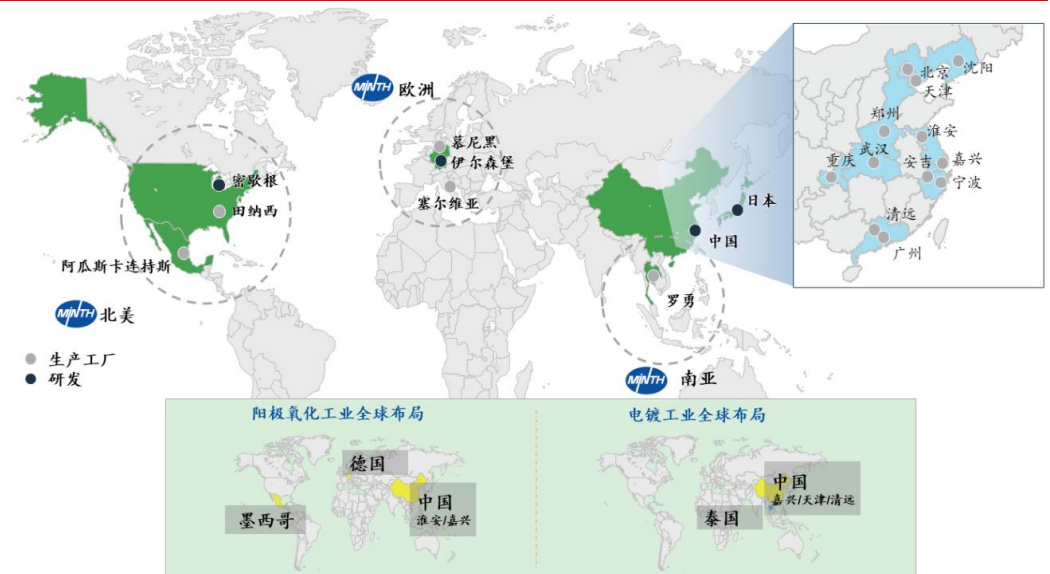 MINTH 欧洲
慕尼黑
伊尔森堡
塞尔维亚
密歇根
田纳西
阿瓜斯卡连持斯
MINTH 北美
生产工厂
研发
日本
中国
罗勇
MINTH 南亚
北京
沈阳
天津
郑州
淮安
武汉
重庆
安吉
嘉兴
宁波
清远
广州
阳极氧化工业全球布局
德国
中国
淮安/嘉兴
墨西哥
电镀工业全球布局
中国
嘉兴/天津/清远
泰国